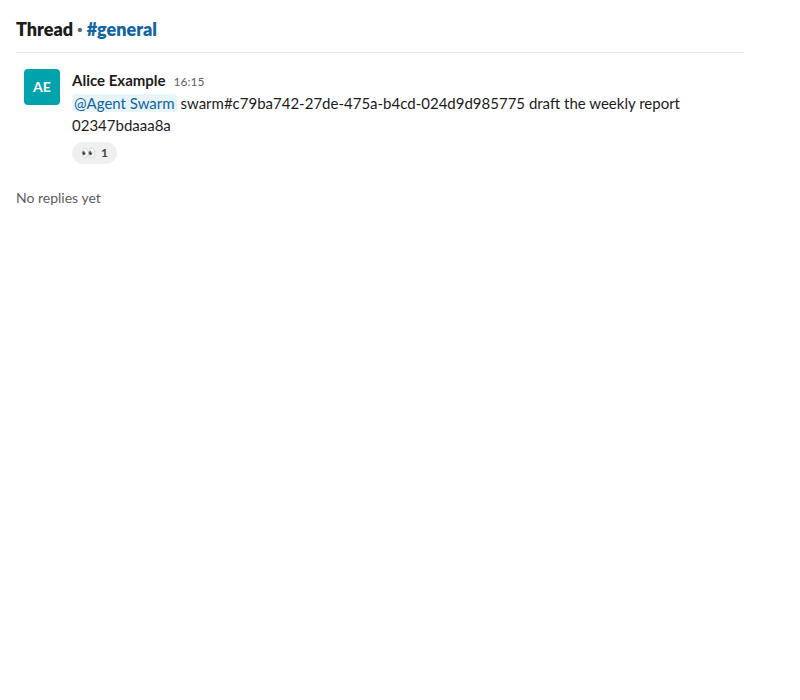 Thread • #general
AE
Alice Example 16:15
@Agent Swarm swarm#c79ba742-27de-475a-b4cd-024d9d985775 draft the weekly report
02347bdaaa8a
👀 1
No replies yet